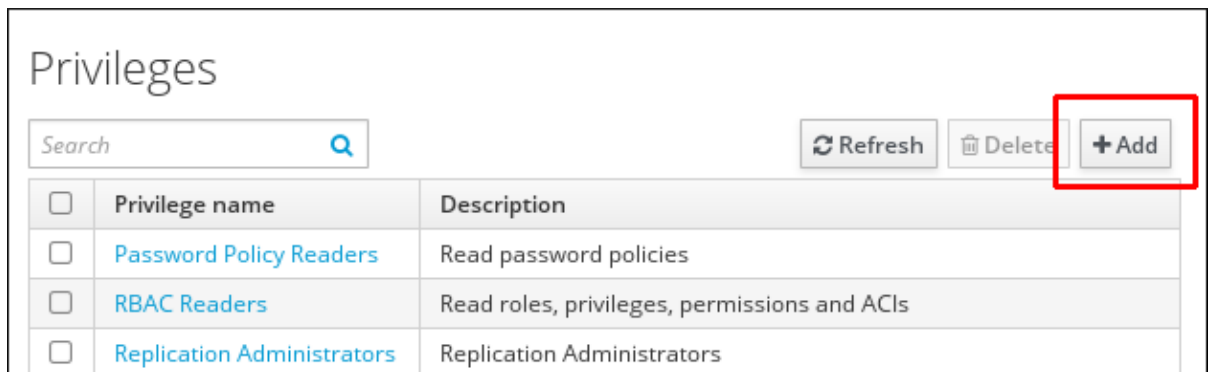 Privileges
Search
Refresh Delete Add
Privilege name Description
Password Policy Readers Read password policies
RBAC Readers Read roles, privileges, permissions and ACIs
Replication Administrators Replication Administrators